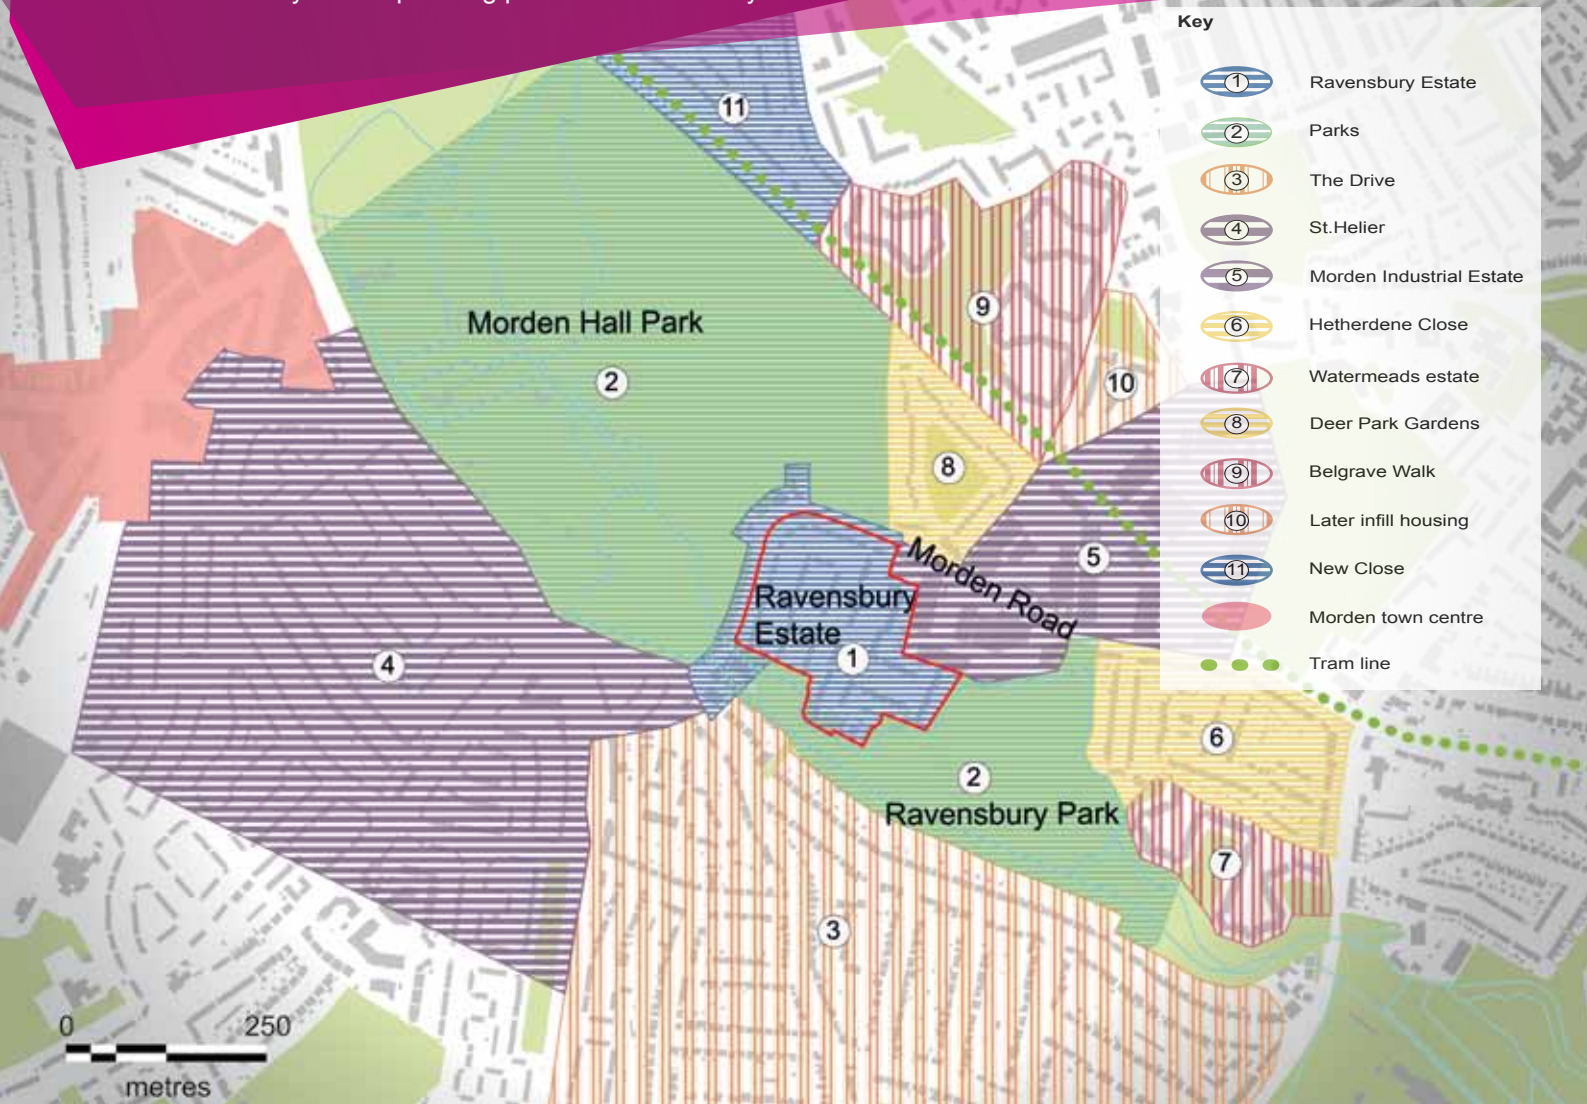 Key
1 Ravensbury Estate
2 Parks
3 The Drive
4 St.Helier
5 Morden Industrial Estate
6 Hetherdene Close
7 Watermeads estate
8 Deer Park Gardens
9 Belgrave Walk
10 Later infill housing
11 New Close
Morden town centre
Tram line
11
9
Morden Hall Park
2
10
8
Morden Road
5
Ravensbury
Estate
1
4
6
2
Ravensbury Park
7
3
0 250
metres